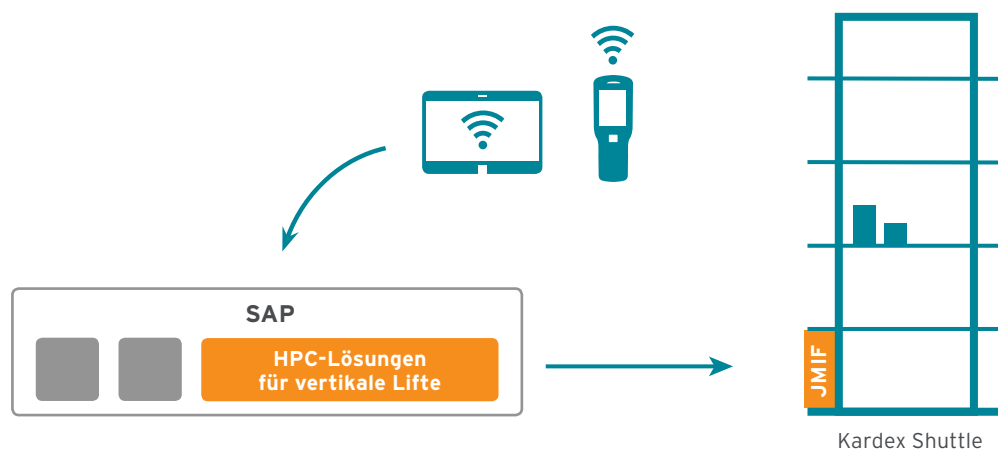 SAP
HPC-Lösungen
für vertikale Lifte
JMIF
Kardex Shuttle